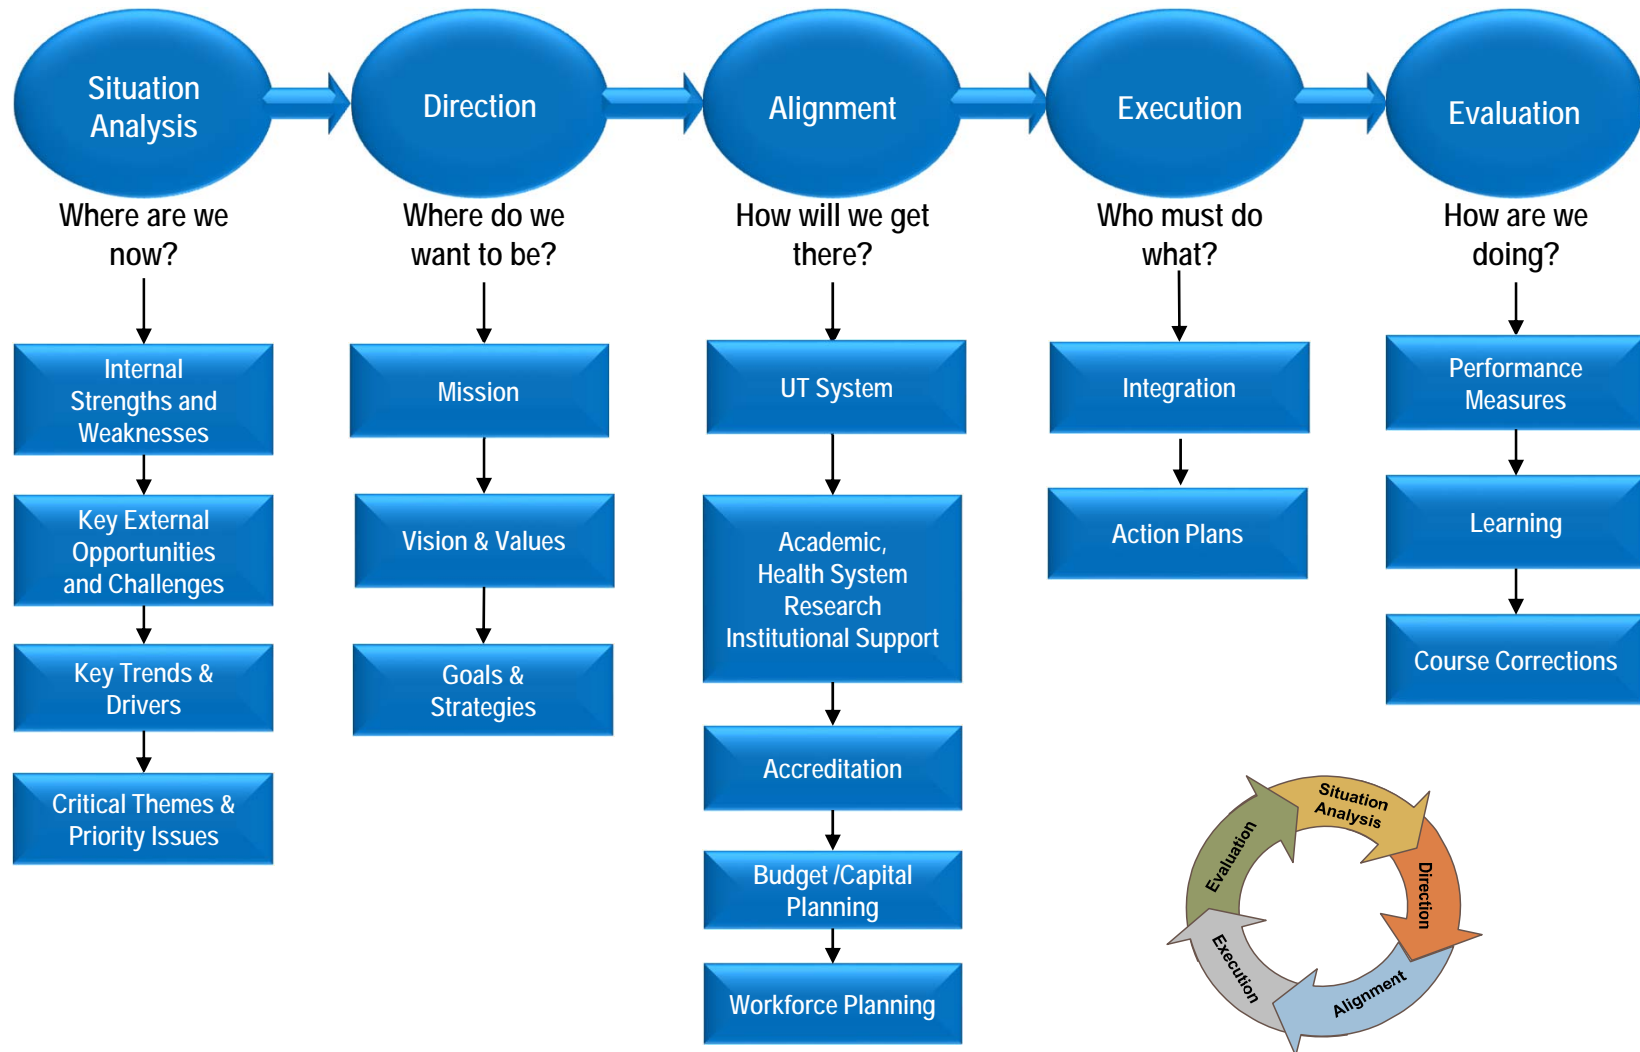 Situation
Analysis
Direction
Alignment
Execution
Evaluation
Where are we
now?
Where do we
want to be?
How will we get
there?
Who must do
what?
How are we
doing?
Internal
Strengths and
Weaknesses
Key External
Opportunities
and Challenges
Key Trends &
Drivers
Critical Themes &
Priority Issues
Mission
Vision & Values
Goals &
Strategies
UT System
Academic,
Health System
Research
Institutional Support
Accreditation
Budget /Capital
Planning
Workforce Planning
Integration
Action Plans
Performance
Measures
Learning
Course Corrections
Situation
Analysis
Direction
Alignment
Execution
Evaluation